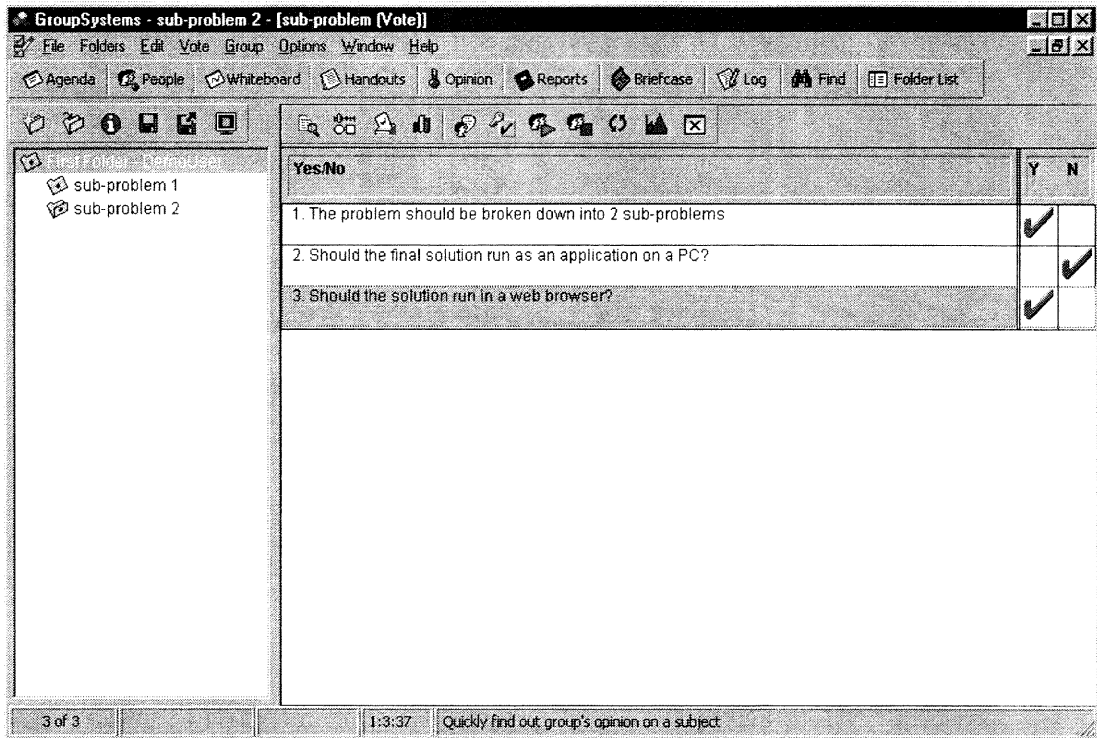 GroupSystems - sub-problem 2 - [sub-problem (Vote)]
File Folders Edit Vote Group Options Window Help
Agenda People Whiteboard Handouts Opinion Reports Briefcase Log Find Folder List
First Folder - DemoUser
sub-problem 1
sub-problem 2
Yes/No Y N
1. The problem should be broken down into 2 sub-problems
2. Should the final solution run as an application on a PC?
3. Should the solution run in a web browser?
3 of 3 1:3:37 Quickly find out group's opinion on a subject